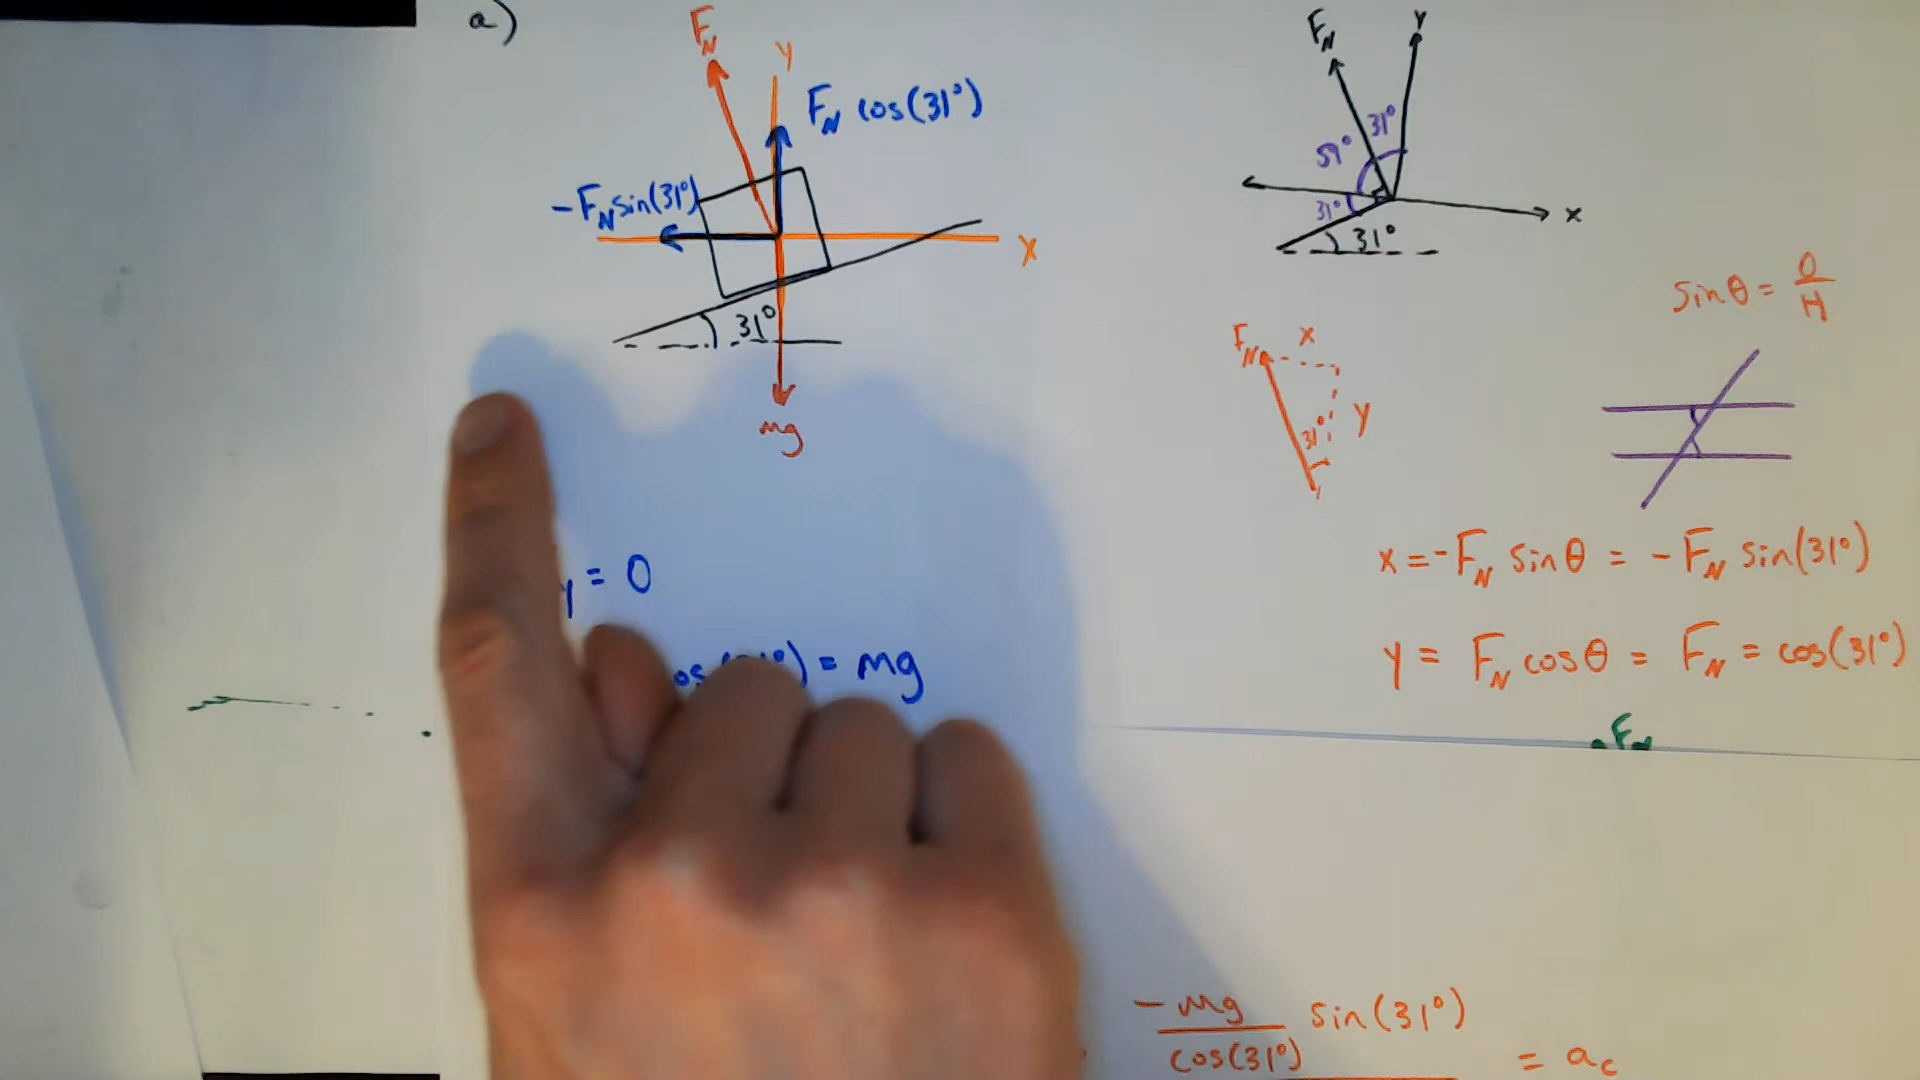 a)
F_N
y
F_N cos(31°)
-F_N sin(31°)
x
31°
mg
y = 0
) = mg
F_N
y
31°
59°
31°
x
31°
sin θ = O/H
F_N
x
31°
y
x = -F_N sin θ = -F_N sin(31°)
y = F_N cos θ = F_N = cos(31°)
F_N
-mg/cos(31°) sin(31°)
= a_c